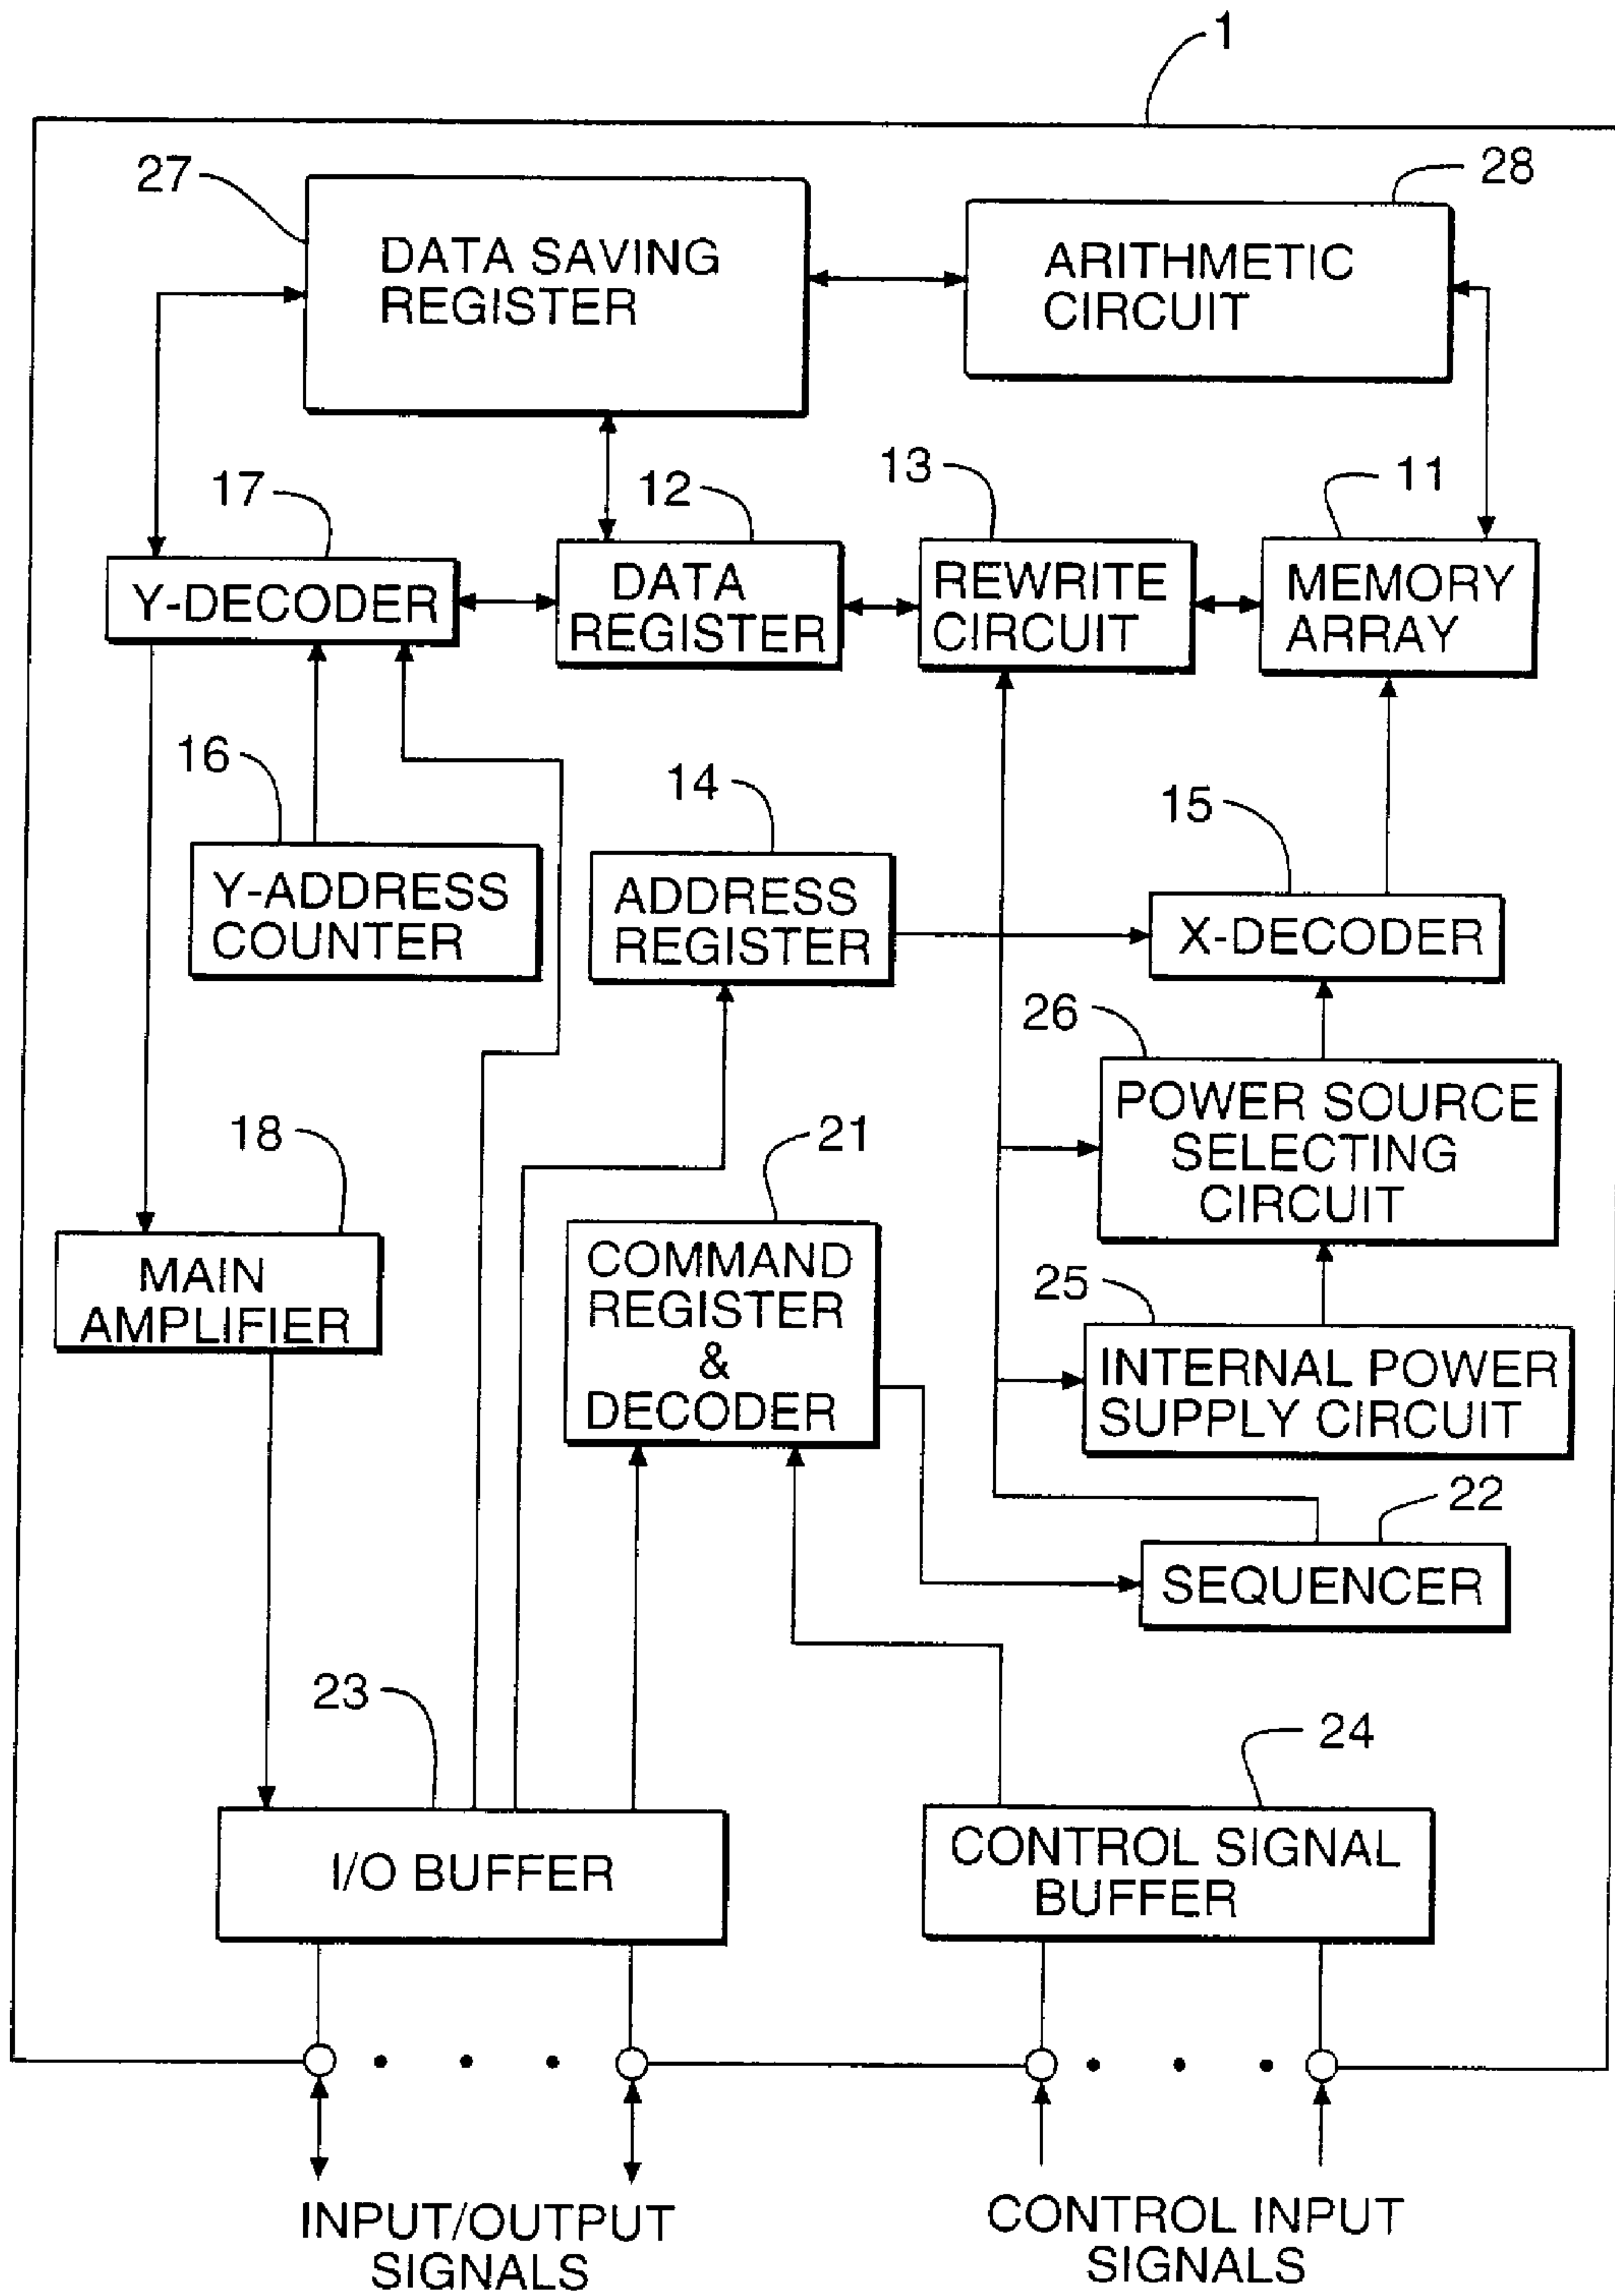 1
27
DATA SAVING
REGISTER
28
ARITHMETIC
CIRCUIT
17
Y-DECODER
12
DATA
REGISTER
13
REWRITE
CIRCUIT
11
MEMORY
ARRAY
16
Y-ADDRESS
COUNTER
14
ADDRESS
REGISTER
15
X-DECODER
26
POWER SOURCE
SELECTING
CIRCUIT
18
MAIN
AMPLIFIER
21
COMMAND
REGISTER
&
DECODER
25
INTERNAL POWER
SUPPLY CIRCUIT
22
SEQUENCER
23
I/O BUFFER
24
CONTROL SIGNAL
BUFFER
INPUT/OUTPUT
SIGNALS
CONTROL INPUT
SIGNALS